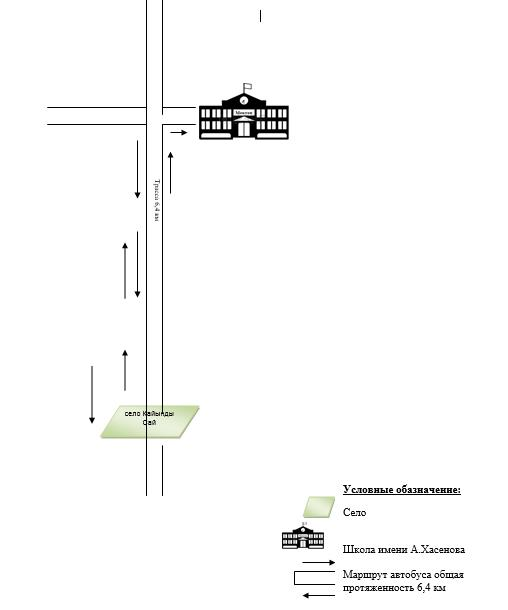 Трасса 6,4 км
село Кайынды
Сай
Условные обазначение:
Село
Школа имени А.Хасенова
Маршрут автобуса общая
протяженность 6,4 км